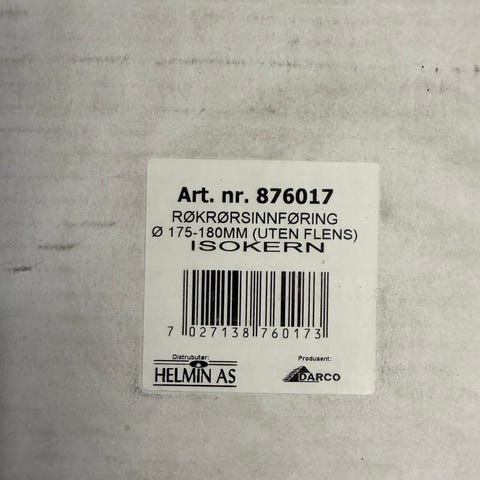 Art. nr. 876017
RØKRØRSINNFØRING
Ø 175-180MM (UTEN FLENS)
ISOKERN
7 027138 760173
Distrubutør: Produsent:
HELMIN AS DARCO